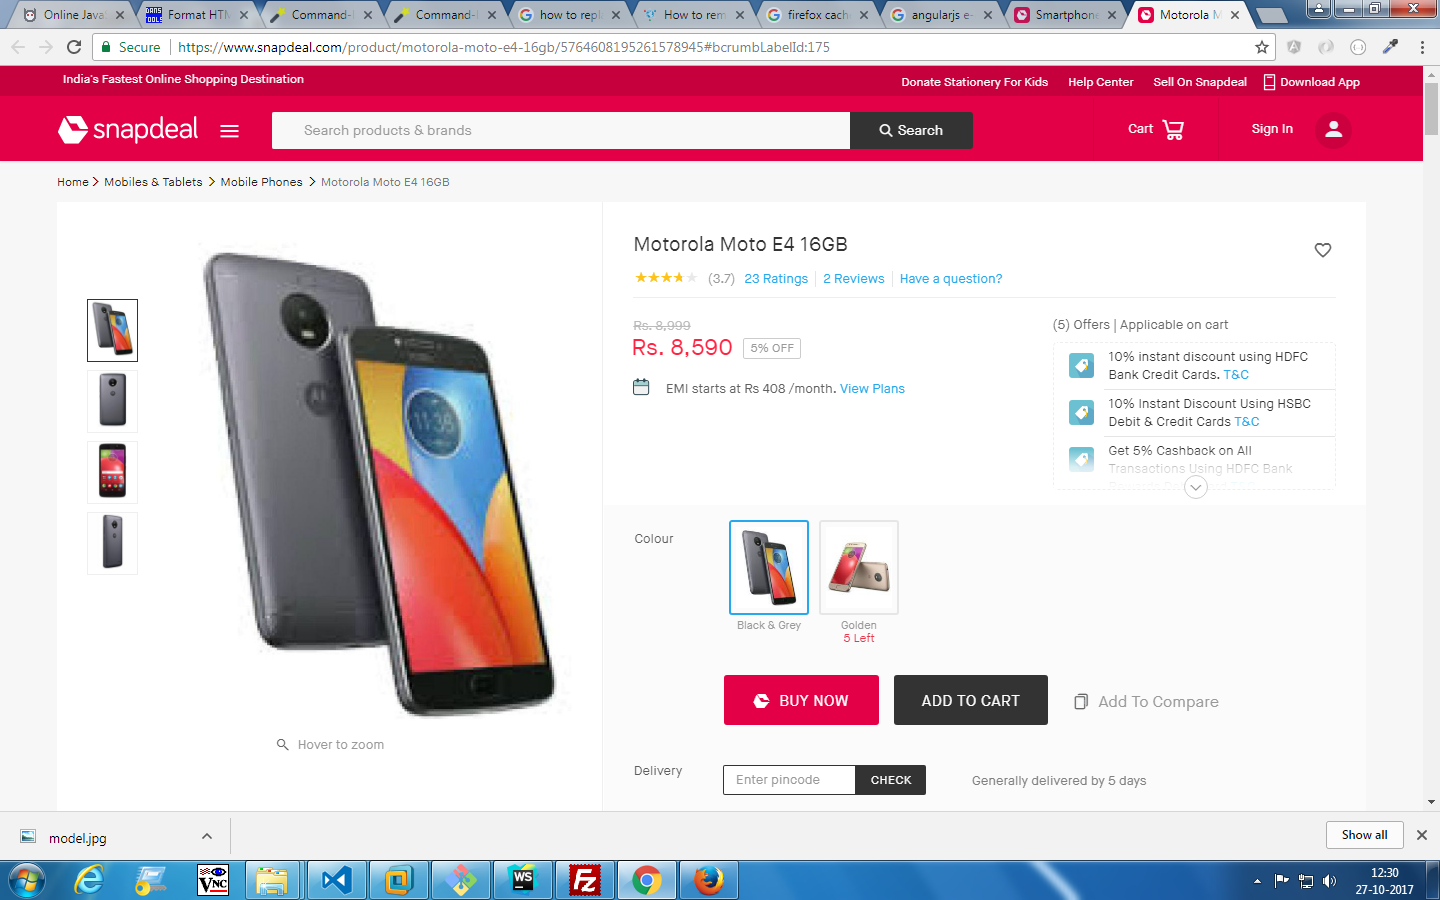 Online Java
Format HTM
Command-
Command-
how to repl
How to rem
firefox cach
angularjs e-
Smartphone
Motorola M
Secure
https://www.snapdeal.com/product/motorola-moto-e4-16gb/5764608195261578945#bcrumbLabelId:175
India's Fastest Online Shopping Destination
Donate Stationery For Kids
Help Center
Sell On Snapdeal
Download App
snapdeal
Search products & brands
Search
Cart
Sign In
Home > Mobiles & Tablets > Mobile Phones > Motorola Moto E4 16GB
Motorola Moto E4 16GB
(3.7) 23 Ratings | 2 Reviews | Have a question?
Rs. 8,999
Rs. 8,590 5% OFF
EMI starts at Rs 408 /month. View Plans
(5) Offers | Applicable on cart
10% instant discount using HDFC
Bank Credit Cards. T&C
10% Instant Discount Using HSBC
Debit & Credit Cards T&C
Get 5% Cashback on All
Transactions Using HDFC Bank
Colour
Black & Grey
Golden
5 Left
BUY NOW
ADD TO CART
Add To Compare
Hover to zoom
Delivery
Enter pincode
CHECK
Generally delivered by 5 days
model.jpg
Show all
VNC
WS
FZ
12:30
27-10-2017